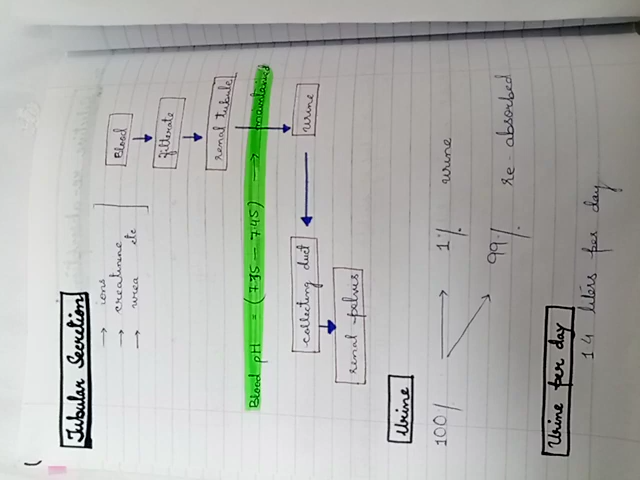 Tubular Secretion
→ ions
→ creatinine
→ urea etc
Blood
filterate
renal tubule
Blood pH = (7.35 – 7.45) → maintained
urine
collecting duct
renal pelvis
Urine
100% → 1% urine
99% re-absorbed
Urine per day
1.4 liters per day